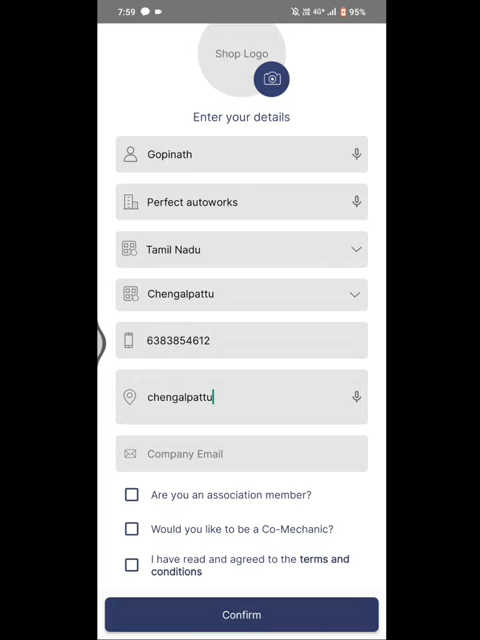 7:59
4G+ 95%
Shop Logo
Enter your details
Gopinath
Perfect autoworks
Tamil Nadu
Chengalpattu
6383854612
chengalpattu
Company Email
Are you an association member?
Would you like to be a Co-Mechanic?
I have read and agreed to the terms and
conditions
Confirm